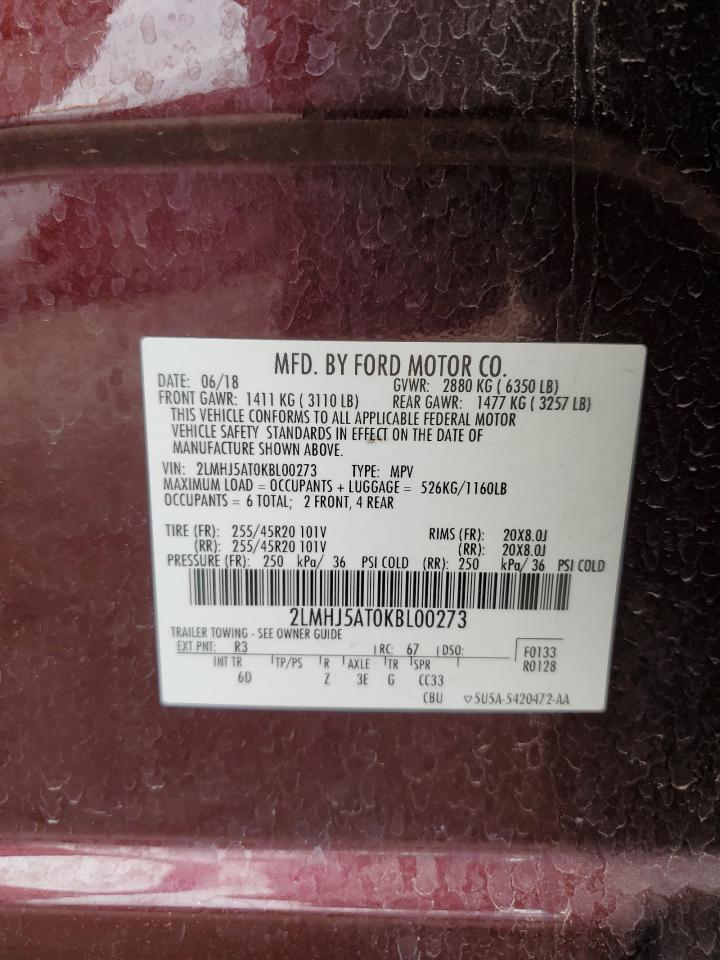 MFD. BY FORD MOTOR CO.
DATE: 06/18 GVWR: 2880 KG ( 6350 LB)
FRONT GAWR: 1411 KG ( 3110 LB) REAR GAWR: 1477 KG ( 3257 LB)
THIS VEHICLE CONFORMS TO ALL APPLICABLE FEDERAL MOTOR
VEHICLE SAFETY STANDARDS IN EFFECT ON THE DATE OF
MANUFACTURE SHOWN ABOVE.
VIN: 2LMHJ5AT0KBL00273 TYPE: MPV
MAXIMUM LOAD = OCCUPANTS + LUGGAGE = 526KG/1160LB
OCCUPANTS = 6 TOTAL; 2 FRONT, 4 REAR
TIRE (FR): 255/45R20 101V RIMS (FR): 20X8.0J
(RR): 255/45R20 101V (RR): 20X8.0J
PRESSURE (FR): 250 kPa/ 36 PSI COLD (RR): 250 kPa/ 36 PSI COLD
2LMHJ5AT0KBL00273
TRAILER TOWING - SEE OWNER GUIDE
EXT PNT: R3 RC: 67 DSO: F0133
INT TR TP/PS R AXLE TR SPR R0128
6D Z 3E G CC33
CBU ▽5U5A-5420472-AA